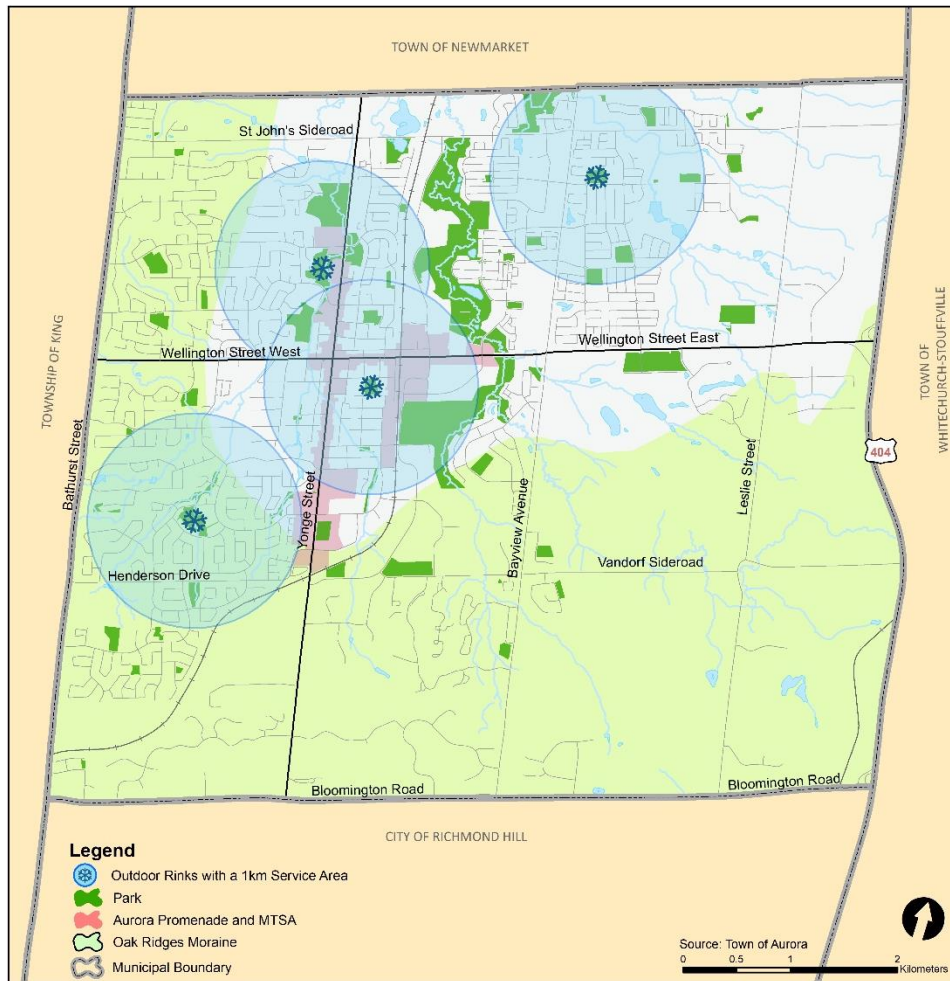 TOWN OF NEWMARKET
St John's Sideroad
TOWNSHIP OF KING
Wellington Street West
Wellington Street East
TOWN OF
WHITECHURCH-STOUFFVILLE
404
Bathurst Street
Yonge Street
Bayview Avenue
Leslie Street
Henderson Drive
Vandorf Sideroad
Bloomington Road
Bloomington Road
CITY OF RICHMOND HILL
Legend
Outdoor Rinks with a 1km Service Area
Park
Aurora Promenade and MTSA
Oak Ridges Moraine
Municipal Boundary
Source: Town of Aurora
0 0.5 1 2
Kilometers